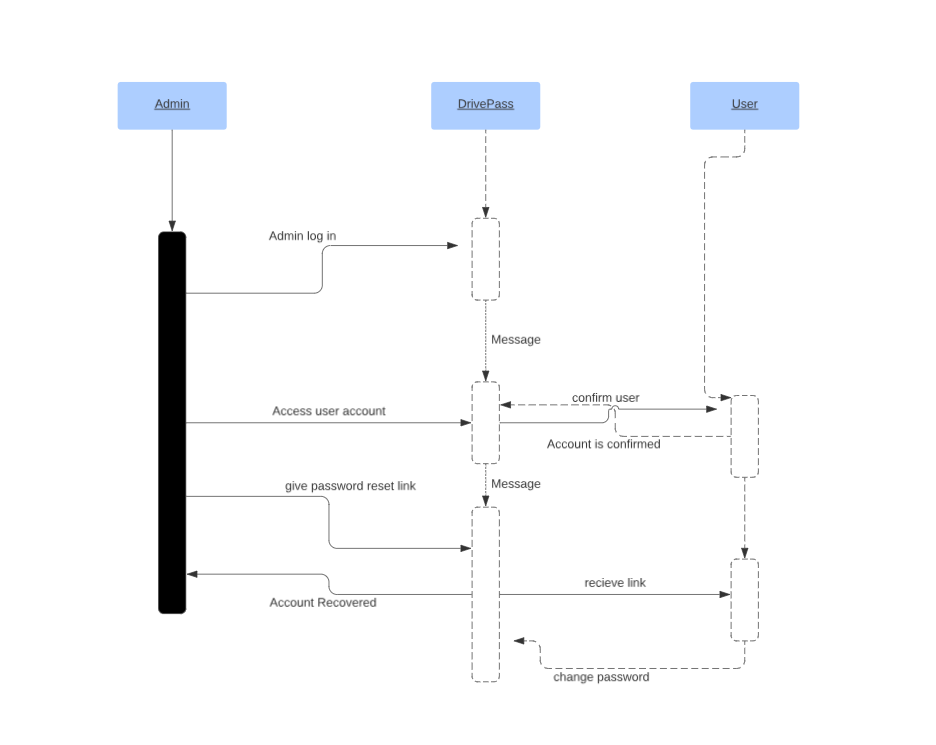 Admin
DrivePass
User
Admin log in
Message
confirm user
Access user account
Account is confirmed
Message
give password reset link
recieve link
Account Recovered
change password